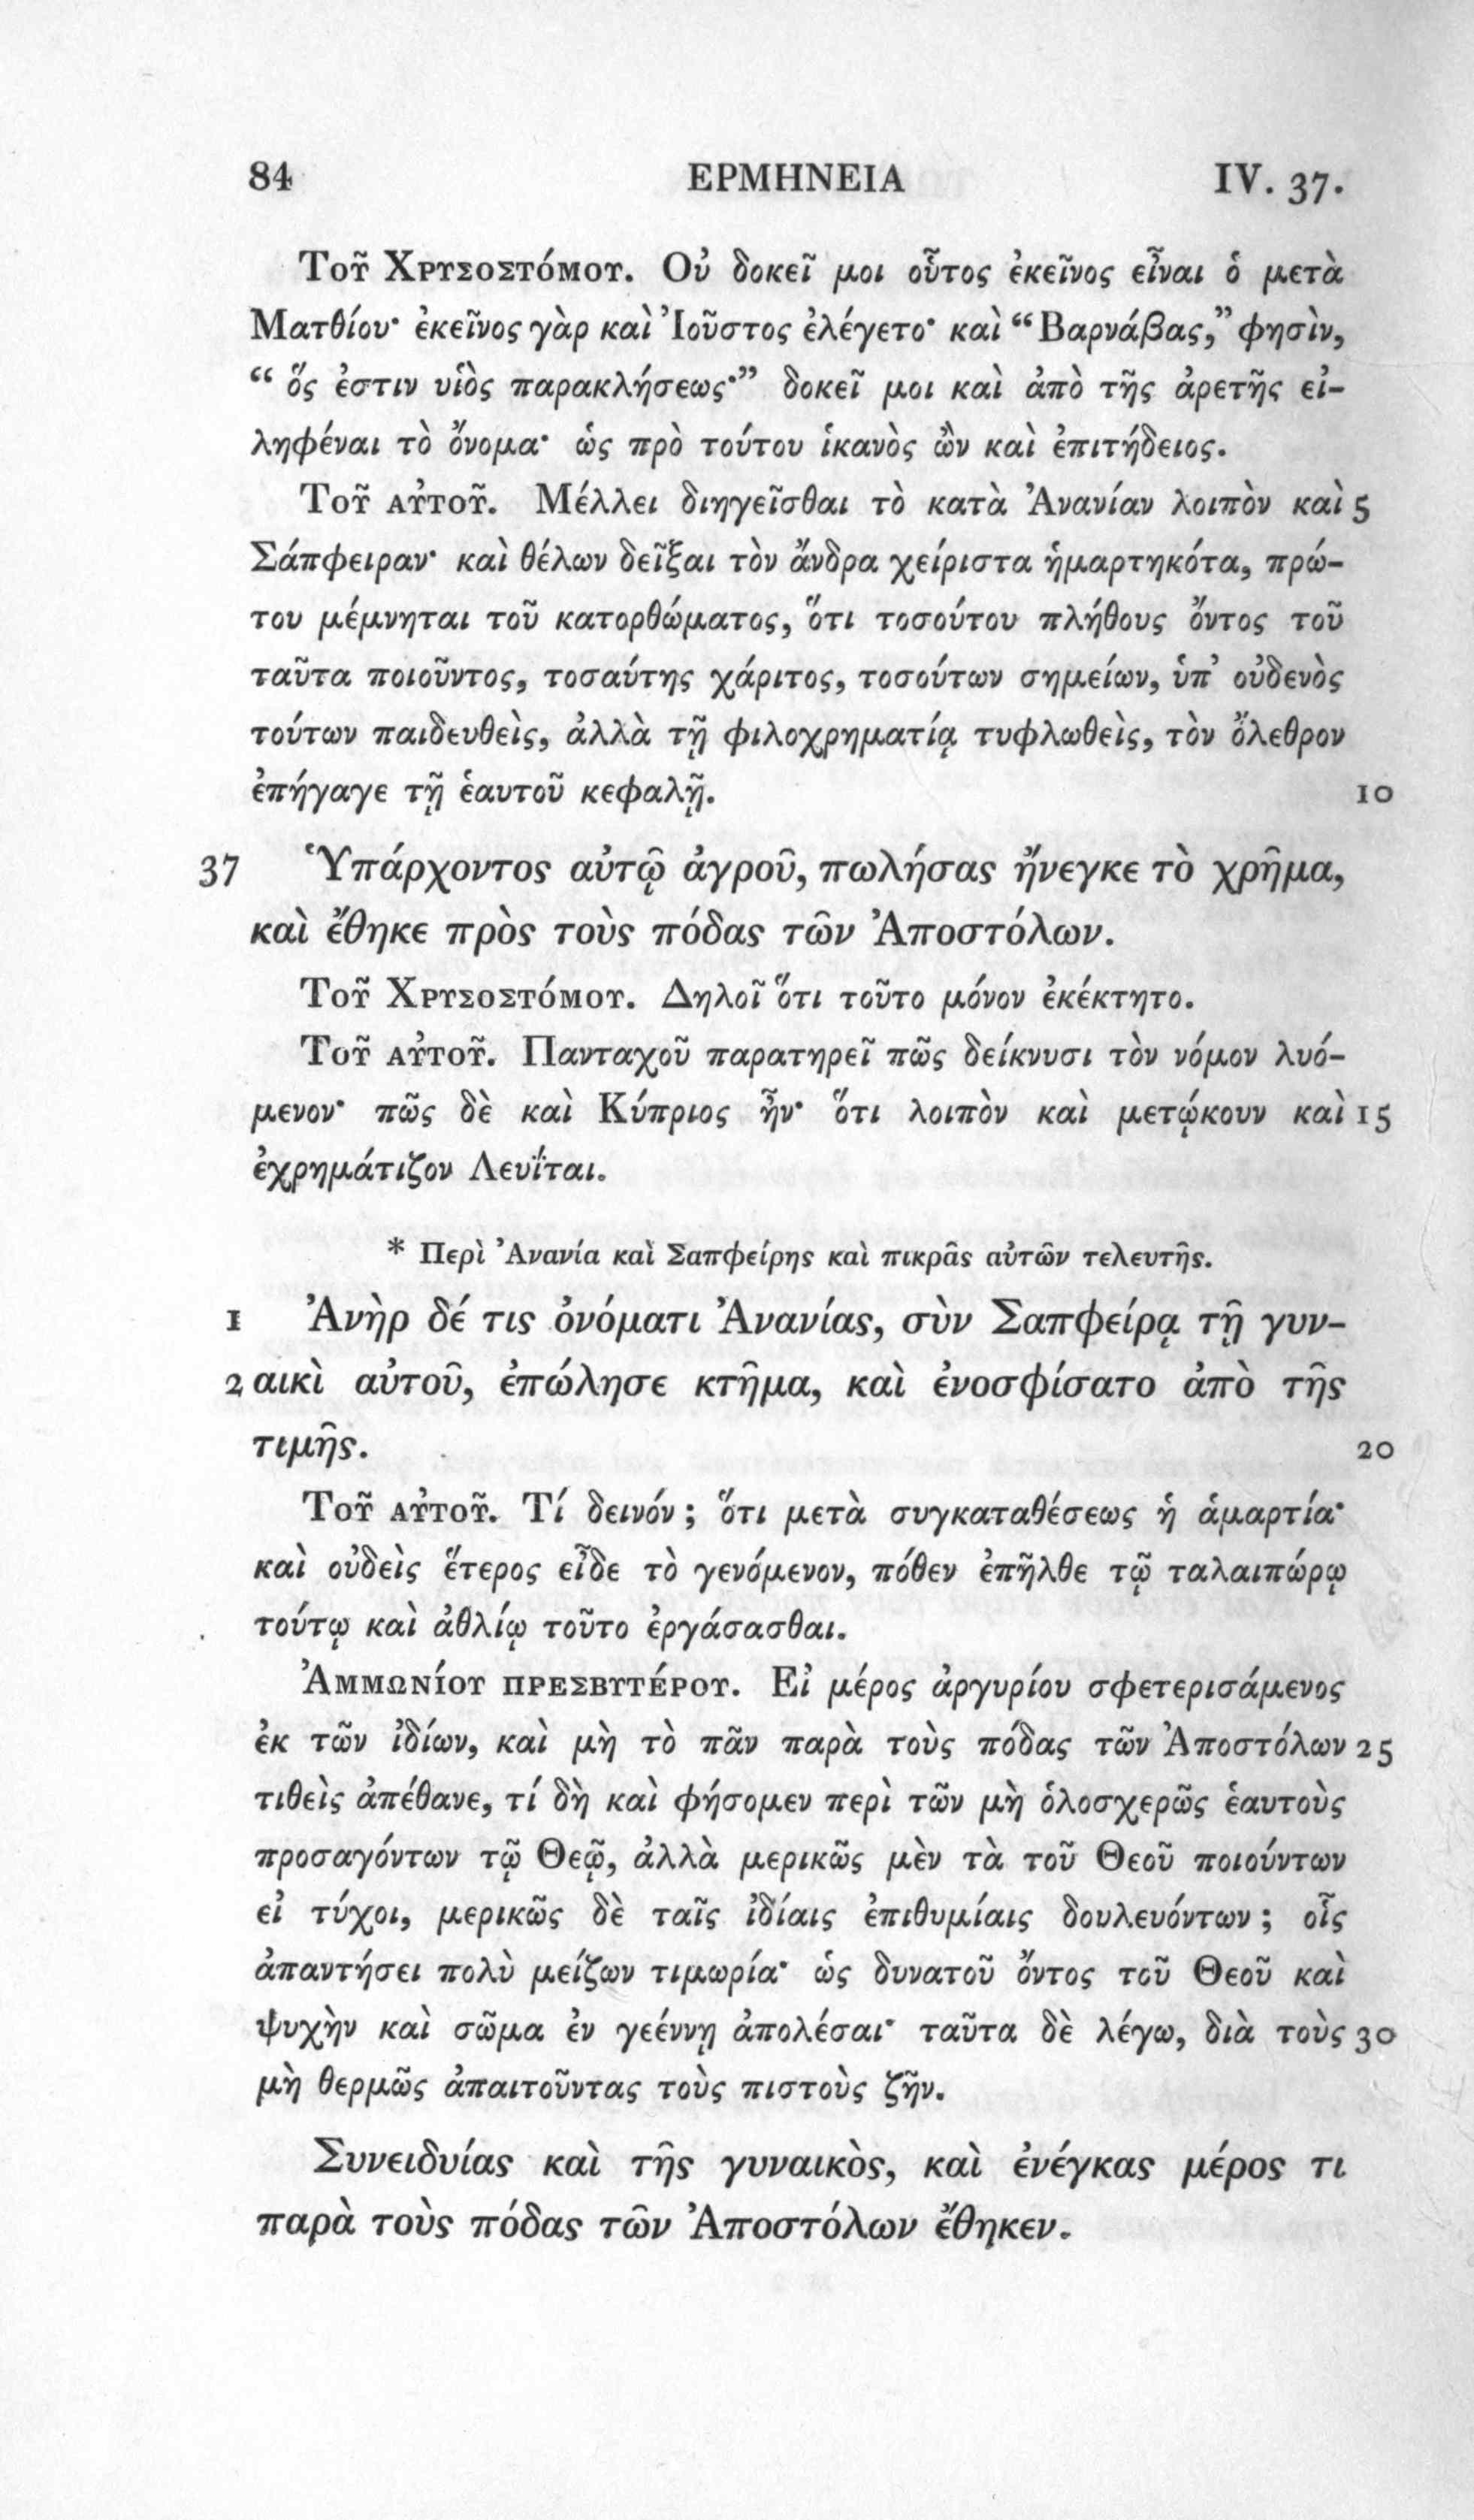 84 ΕΡΜΗΝΕΙΑ IV. 37.
Τοῦ Χρυσοστόμου. Οὐ δοκεῖ μοι οὗτος ἐκεῖνος εἶναι ὁ μετὰ
Ματθίου· ἐκεῖνος γὰρ καὶ Ἰοῦστος ἐλέγετο· καὶ “Βαρνάβας,” φησὶν,
“ ὅς ἐστιν υἱὸς παρακλήσεως·” δοκεῖ μοι καὶ ἀπὸ τῆς ἀρετῆς εἰ-
ληφέναι τὸ ὄνομα· ὡς πρὸ τούτου ἱκανὸς ὢν καὶ ἐπιτήδειος.
Τοῦ αὐτοῦ. Μέλλει διηγεῖσθαι τὸ κατὰ Ἀνανίαν λοιπὸν καὶ 5
Σάπφειραν· καὶ θέλων δεῖξαι τὸν ἄνδρα χείριστα ἡμαρτηκότα, πρώ-
του μέμνηται τοῦ κατορθώματος, ὅτι τοσούτου πλήθους ὄντος τοῦ
ταῦτα ποιοῦντος, τοσαύτης χάριτος, τοσούτων σημείων, ὑπ’ οὐδενὸς
τούτων παιδευθεὶς, ἀλλὰ τῇ φιλοχρηματίᾳ τυφλωθεὶς, τὸν ὄλεθρον
ἐπήγαγε τῇ ἑαυτοῦ κεφαλῇ. 10
37 Ὑπάρχοντος αὐτῷ ἀγροῦ, πωλήσας ἤνεγκε τὸ χρῆμα,
καὶ ἔθηκε πρὸς τοὺς πόδας τῶν Ἀποστόλων.
Τοῦ Χρυσοστόμου. Δηλοῖ ὅτι τοῦτο μόνον ἐκέκτητο.
Τοῦ αὐτοῦ. Πανταχοῦ παρατηρεῖ πῶς δείκνυσι τὸν νόμον λυό-
μενον· πῶς δὲ καὶ Κύπριος ἦν· ὅτι λοιπὸν καὶ μετῴκουν καὶ 15
ἐχρημάτιζον Λευΐται.
* Περὶ Ἀνανία καὶ Σαπφείρης καὶ πικρᾶς αὐτῶν τελευτῆς.
1 Ἀνὴρ δέ τις ὀνόματι Ἀνανίας, σὺν Σαπφείρᾳ τῇ γυν-
2 αικὶ αὐτοῦ, ἐπώλησε κτῆμα, καὶ ἐνοσφίσατο ἀπὸ τῆς
τιμῆς. 20
Τοῦ αὐτοῦ. Τί δεινόν; ὅτι μετὰ συγκαταθέσεως ἡ ἁμαρτία·
καὶ οὐδεὶς ἕτερος εἶδε τὸ γενόμενον, πόθεν ἐπῆλθε τῷ ταλαιπώρῳ
τούτῳ καὶ ἀθλίῳ τοῦτο ἐργάσασθαι.
Ἀμμωνίου πρεσβυτέρου. Εἰ μέρος ἀργυρίου σφετερισάμενος
ἐκ τῶν ἰδίων, καὶ μὴ τὸ πᾶν παρὰ τοὺς πόδας τῶν Ἀποστόλων 25
τιθεὶς ἀπέθανε, τί δὴ καὶ φήσομεν περὶ τῶν μὴ ὁλοσχερῶς ἑαυτοὺς
προσαγόντων τῷ Θεῷ, ἀλλὰ μερικῶς μὲν τὰ τοῦ Θεοῦ ποιούντων
εἰ τύχοι, μερικῶς δὲ ταῖς ἰδίαις ἐπιθυμίαις δουλευόντων; οἷς
ἀπαντήσει πολὺ μείζων τιμωρία· ὡς δυνατοῦ ὄντος τοῦ Θεοῦ καὶ
ψυχὴν καὶ σῶμα ἐν γεέννῃ ἀπολέσαι· ταῦτα δὲ λέγω, διὰ τοὺς 30
μὴ θερμῶς ἀπαιτοῦντας τοὺς πιστοὺς ζῆν.
Συνειδυίας καὶ τῆς γυναικὸς, καὶ ἐνέγκας μέρος τι
παρὰ τοὺς πόδας τῶν Ἀποστόλων ἔθηκεν.